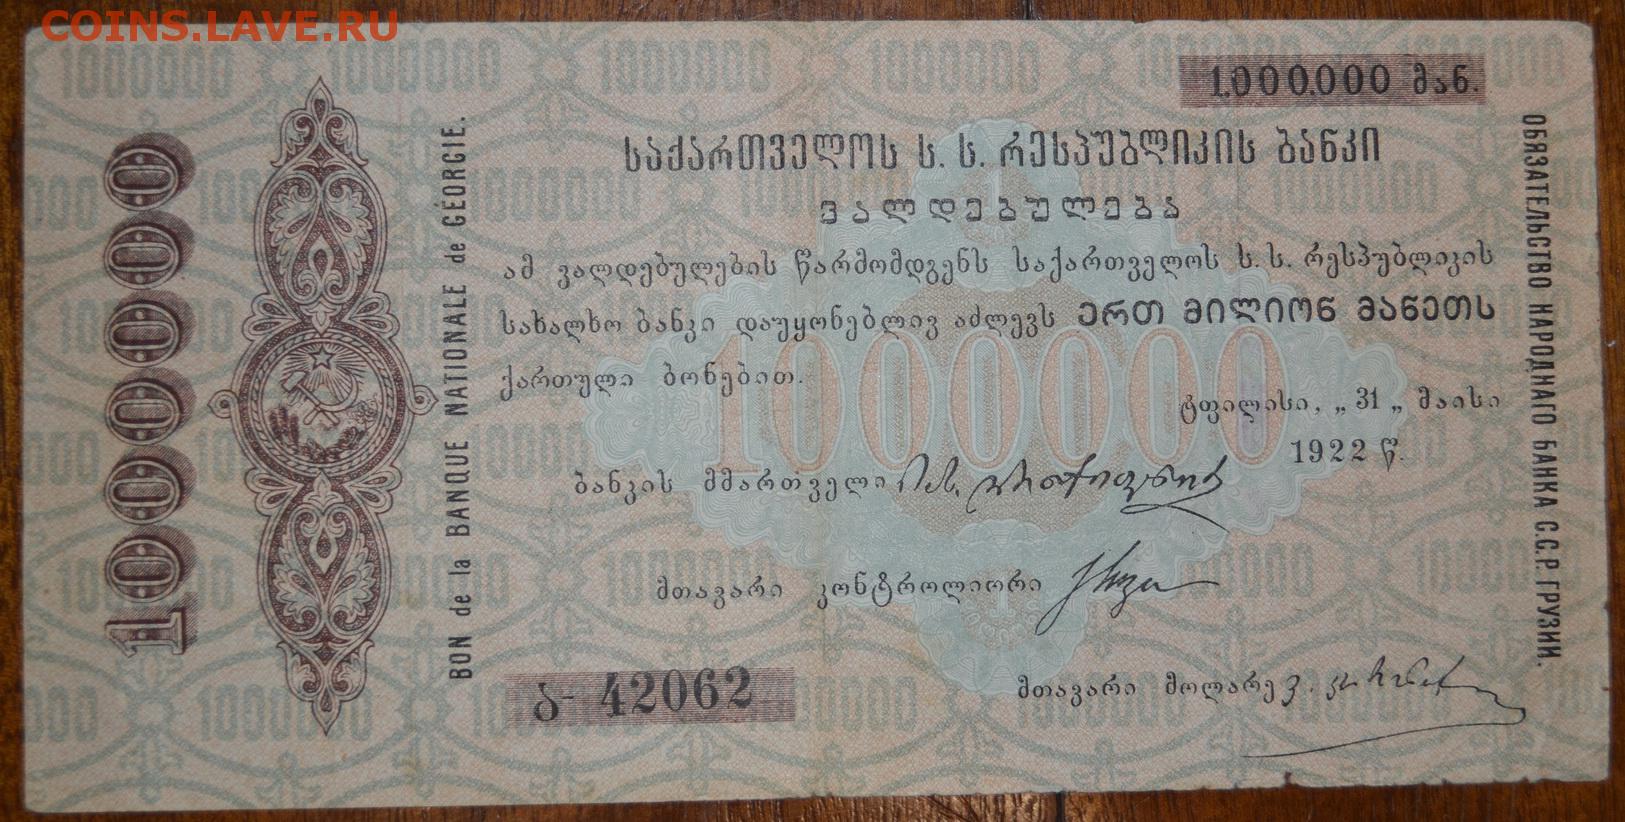 COINS.LAVE.RU
1.000.000 მან.
საქართველოს ს. ს. რესპუბლიკის ბანკი
ვალდებულება
ამ ვალდებულების წარმომდგენს საქართველოს ს. ს. რესპუბლიკის
სახალხო ბანკი დაუყონებლივ აძლევს ერთ მილიონ მანეთს
ქართული ბონებით.
ტფილისი, „ 31 „ მაისი
1922 წ.
ბანკის მმართველი
მთავარი კონტროლიორი
მთავარი მოლარე
1000000
BON de la BANQUE NATIONALE de GÉORGIE.
ОБЯЗАТЕЛЬСТВО НАРОДНАГО БАНКА С.С.Р. ГРУЗИИ.
1000000
ა- 42062